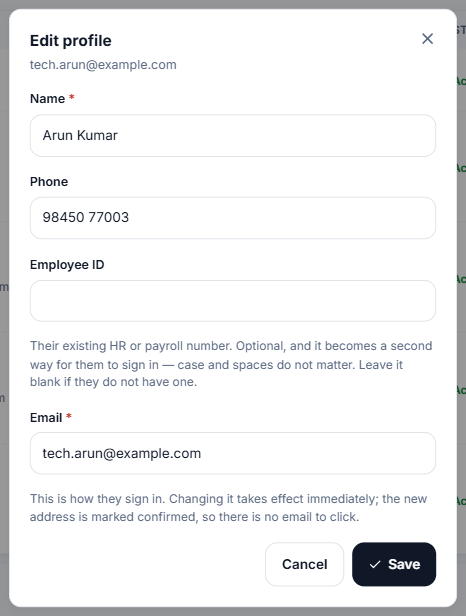 Edit profile
tech.arun@example.com
Name *
Arun Kumar
Phone
98450 77003
Employee ID
Their existing HR or payroll number. Optional, and it becomes a second
way for them to sign in — case and spaces do not matter. Leave it
blank if they do not have one.
Email *
tech.arun@example.com
This is how they sign in. Changing it takes effect immediately; the new
address is marked confirmed, so there is no email to click.
Cancel
Save